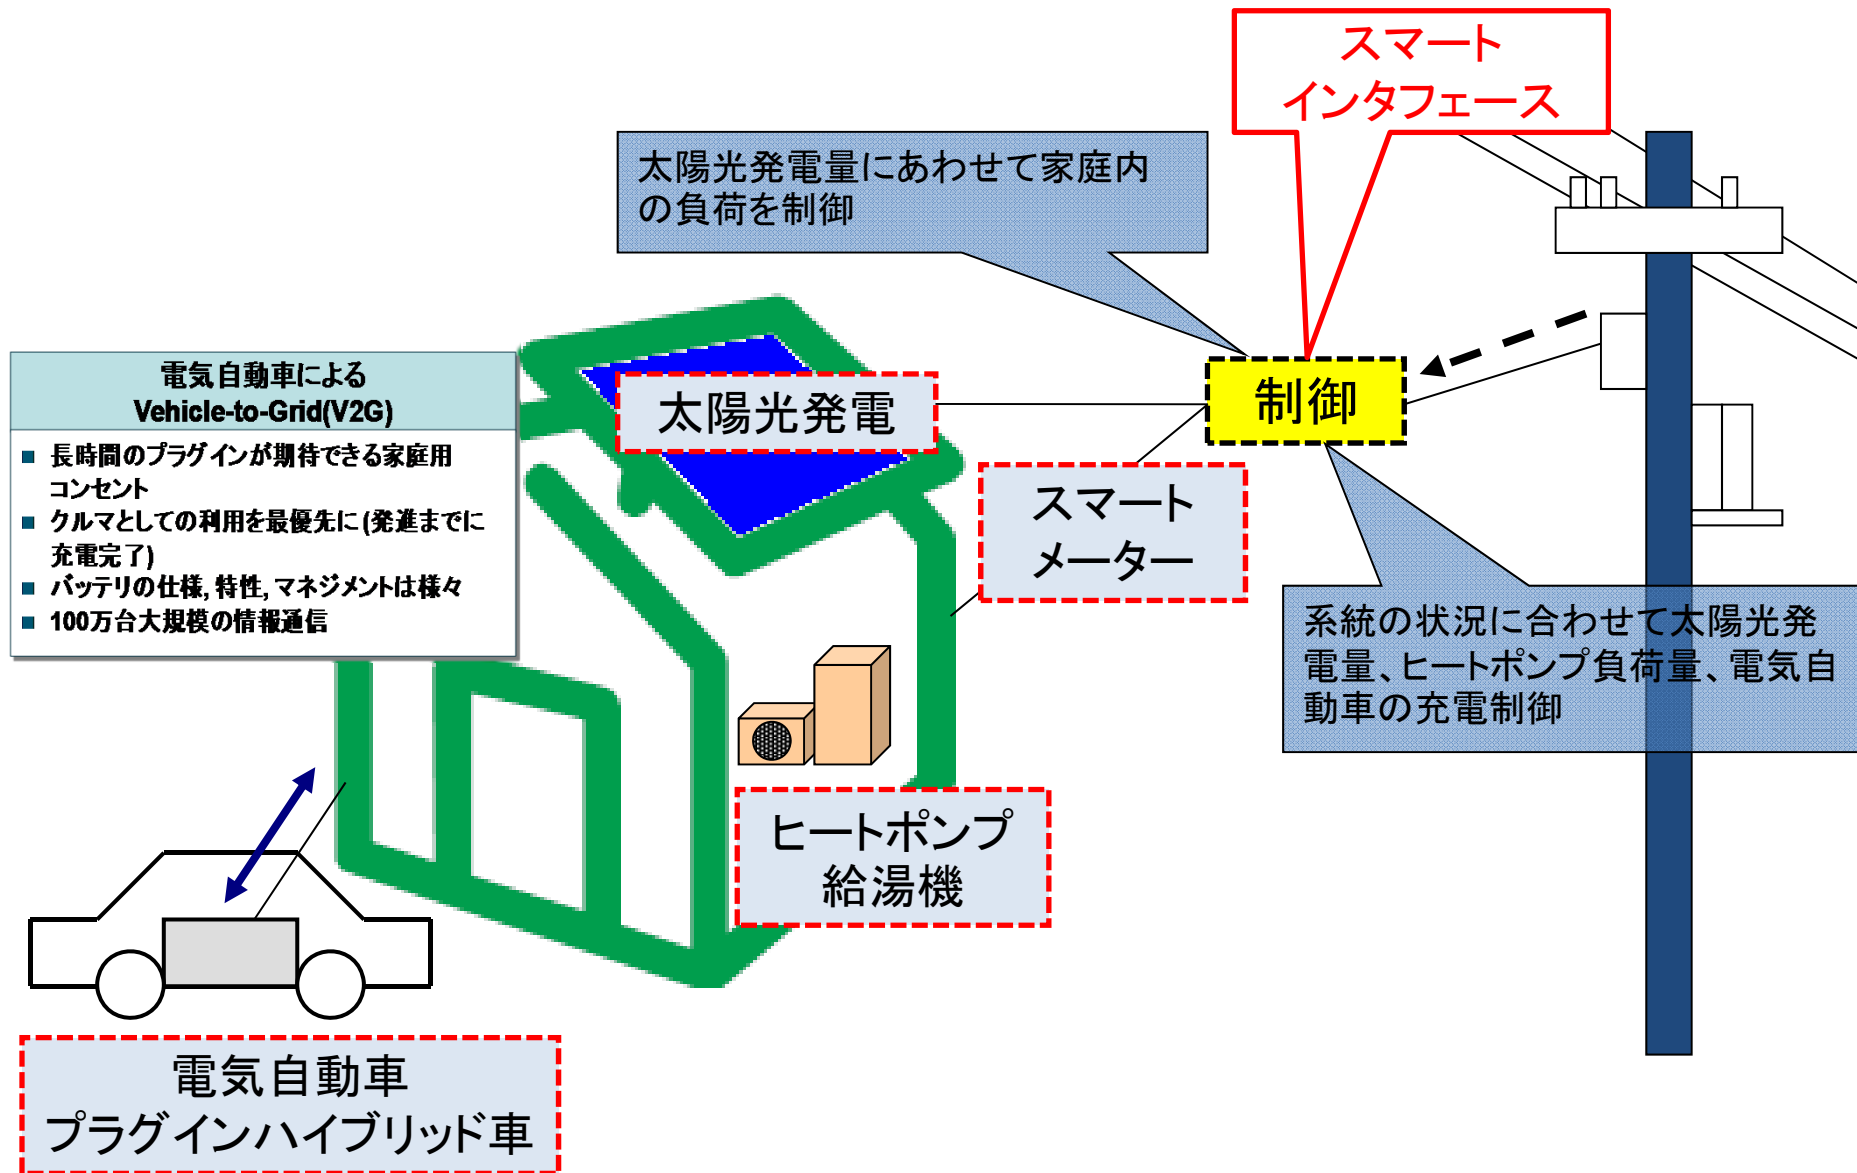 スマート
インタフェース
太陽光発電量にあわせて家庭内
の負荷を制御
電気自動車による
Vehicle-to-Grid(V2G)
長時間のプラグインが期待できる家庭用
コンセント
クルマとしての利用を最優先に(発進までに
充電完了)
バッテリの仕様, 特性, マネジメントは様々
100万台大規模の情報通信
太陽光発電
制御
スマート
メーター
系統の状況に合わせて太陽光発
電量、ヒートポンプ負荷量、電気自
動車の充電制御
ヒートポンプ
給湯機
電気自動車
プラグインハイブリッド車